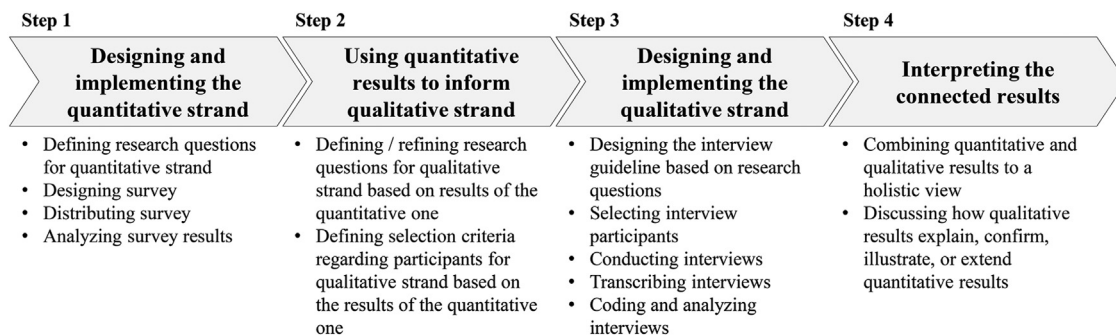 Step 1
Designing and
implementing the
quantitative strand
• Defining research questions
for quantitative strand
• Designing survey
• Distributing survey
• Analyzing survey results
Step 2
Using quantitative
results to inform
qualitative strand
• Defining / refining research
questions for qualitative
strand based on results of the
quantitative one
• Defining selection criteria
regarding participants for
qualitative strand based on
the results of the quantitative
one
Step 3
Designing and
implementing the
qualitative strand
• Designing the interview
guideline based on research
questions
• Selecting interview
participants
• Conducting interviews
• Transcribing interviews
• Coding and analyzing
interviews
Step 4
Interpreting the
connected results
• Combining quantitative and
qualitative results to a
holistic view
• Discussing how qualitative
results explain, confirm,
illustrate, or extend
quantitative results